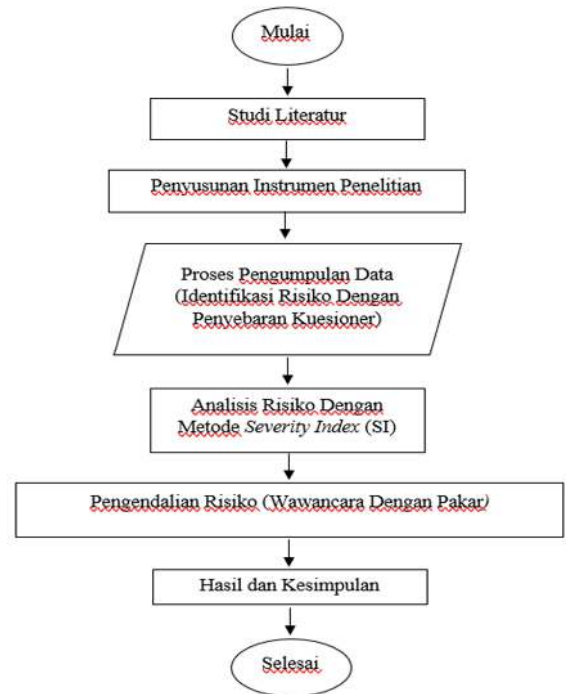 Mulai
Studi Literatur
Penyusunan Instrumen Penelitian
Proses Pengumpulan Data
(Identifikasi Risiko Dengan
Penyebaran Kuesioner)
Analisis Risiko Dengan
Metode Severity Index (SI)
Pengendalian Risiko (Wawancara Dengan Pakar)
Hasil dan Kesimpulan
Selesai